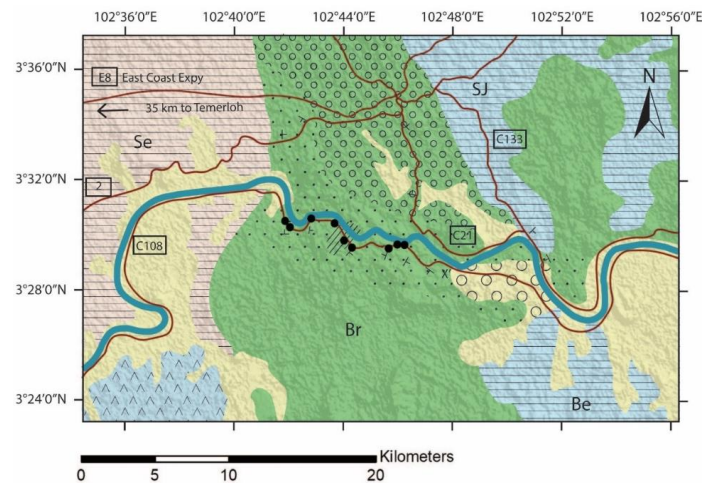 102°36'0"E 102°40'0"E 102°44'0"E 102°48'0"E 102°52'0"E 102°56'0"E
3°36'0"N
E8 East Coast Expy
35 km to Temerloh
SJ
N
Se
C133
3°32'0"N
2
C108
C21
3°28'0"N
Br
3°24'0"N
Be
Kilometers
0 5 10 20